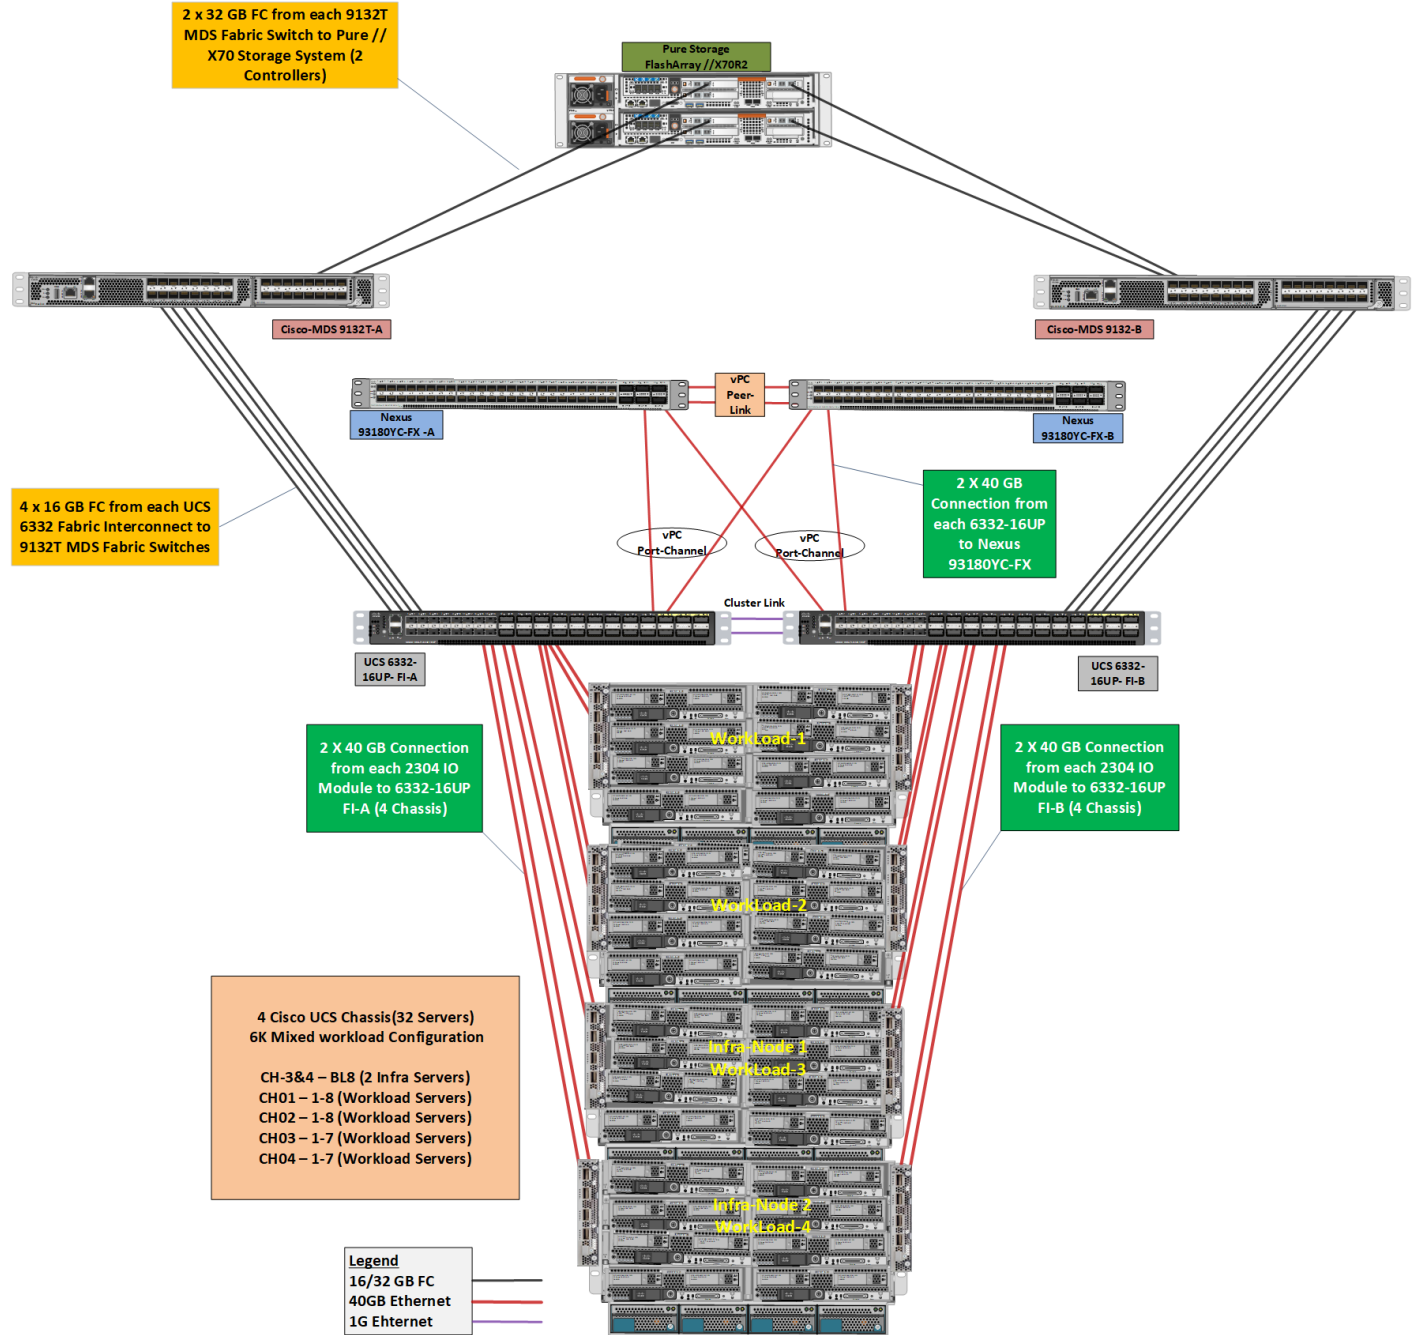 2 x 32 GB FC from each 9132T
MDS Fabric Switch to Pure //
X70 Storage System (2
Controllers)
Pure Storage
FlashArray //X70R2
Cisco-MDS 9132T-A
Cisco-MDS 9132-B
vPC
Peer-
Link
Nexus
93180YC-FX -A
Nexus
93180YC-FX-B
4 x 16 GB FC from each UCS
6332 Fabric Interconnect to
9132T MDS Fabric Switches
2 X 40 GB
Connection from
each 6332-16UP
to Nexus
93180YC-FX
vPC
Port-Channel
vPC
Port-Channel
Cluster Link
UCS 6332-
16UP- FI-A
UCS 6332-
16UP- FI-B
2 X 40 GB Connection
from each 2304 IO
Module to 6332-16UP
FI-A (4 Chassis)
2 X 40 GB Connection
from each 2304 IO
Module to 6332-16UP
FI-B (4 Chassis)
WorkLoad-1
WorkLoad-2
Infra-Node 1
WorkLoad-3
Infra-Node 2
WorkLoad-4
4 Cisco UCS Chassis(32 Servers)
6K Mixed workload Configuration
CH-3&4 – BL8 (2 Infra Servers)
CH01 – 1-8 (Workload Servers)
CH02 – 1-8 (Workload Servers)
CH03 – 1-7 (Workload Servers)
CH04 – 1-7 (Workload Servers)
Legend
16/32 GB FC
40GB Ethernet
1G Ehternet